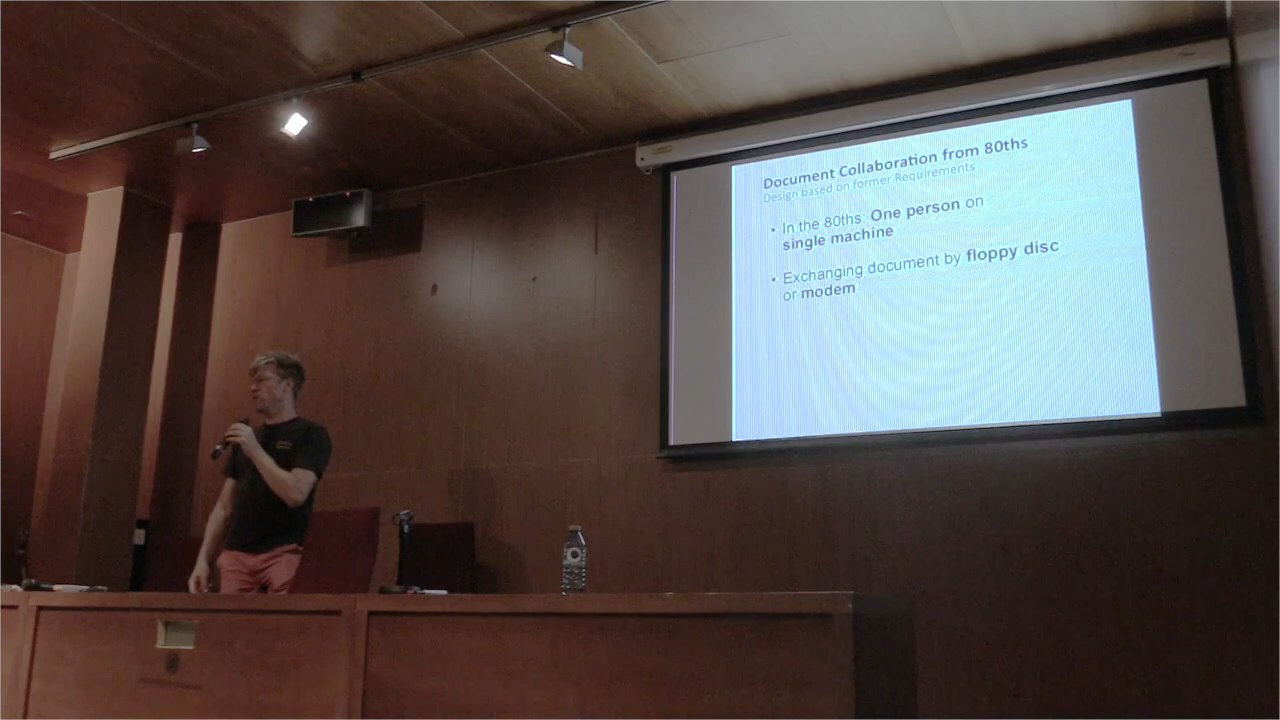 Document Collaboration from 80ths
Design based on former Requirements
• In the 80ths: One person on
single machine
• Exchanging document by floppy disc
or modem